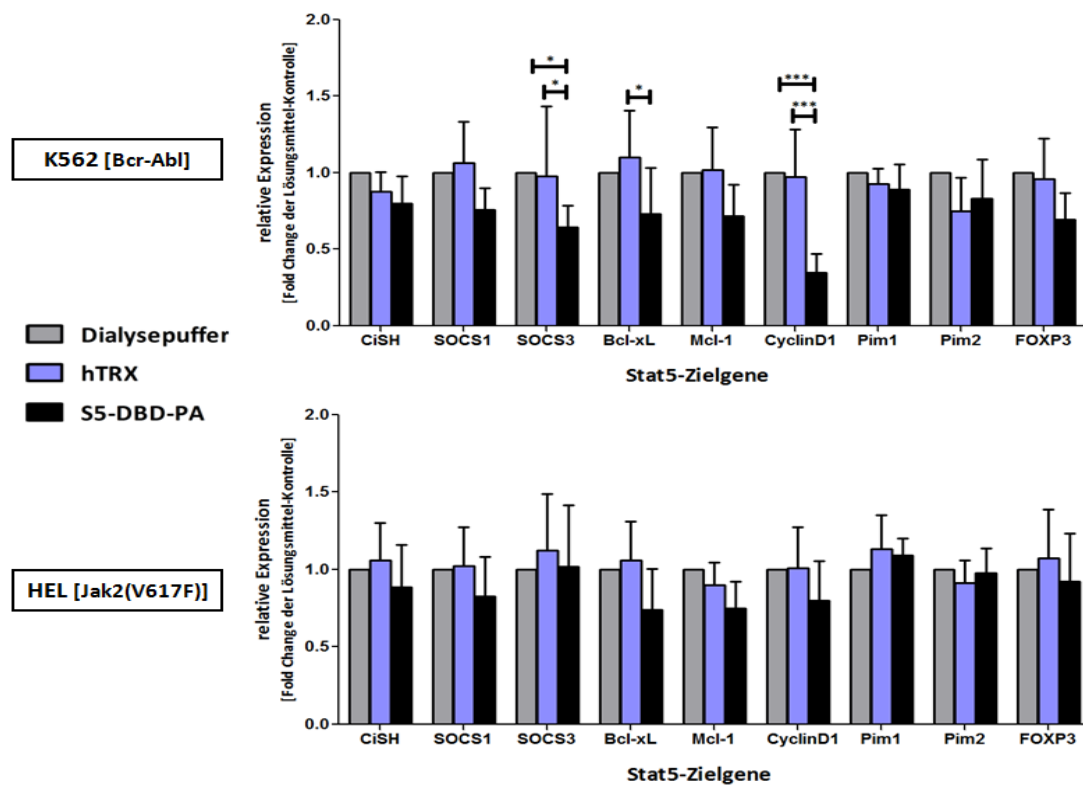 2.0
1.5
1.0
0.5
0.0
relative Expression
[Fold Change der Lösungsmittel-Kontrolle]
* * * *** ***
CiSH SOCS1 SOCS3 Bcl-xL Mcl-1 CyclinD1 Pim1 Pim2 FOXP3
Stat5-Zielgene
K562 [Bcr-Abl]
Dialysepuffer
hTRX
S5-DBD-PA
2.0
1.5
1.0
0.5
0.0
relative Expression
[Fold Change der Lösungsmittel-Kontrolle]
CiSH SOCS1 SOCS3 Bcl-xL Mcl-1 CyclinD1 Pim1 Pim2 FOXP3
Stat5-Zielgene
HEL [Jak2(V617F)]